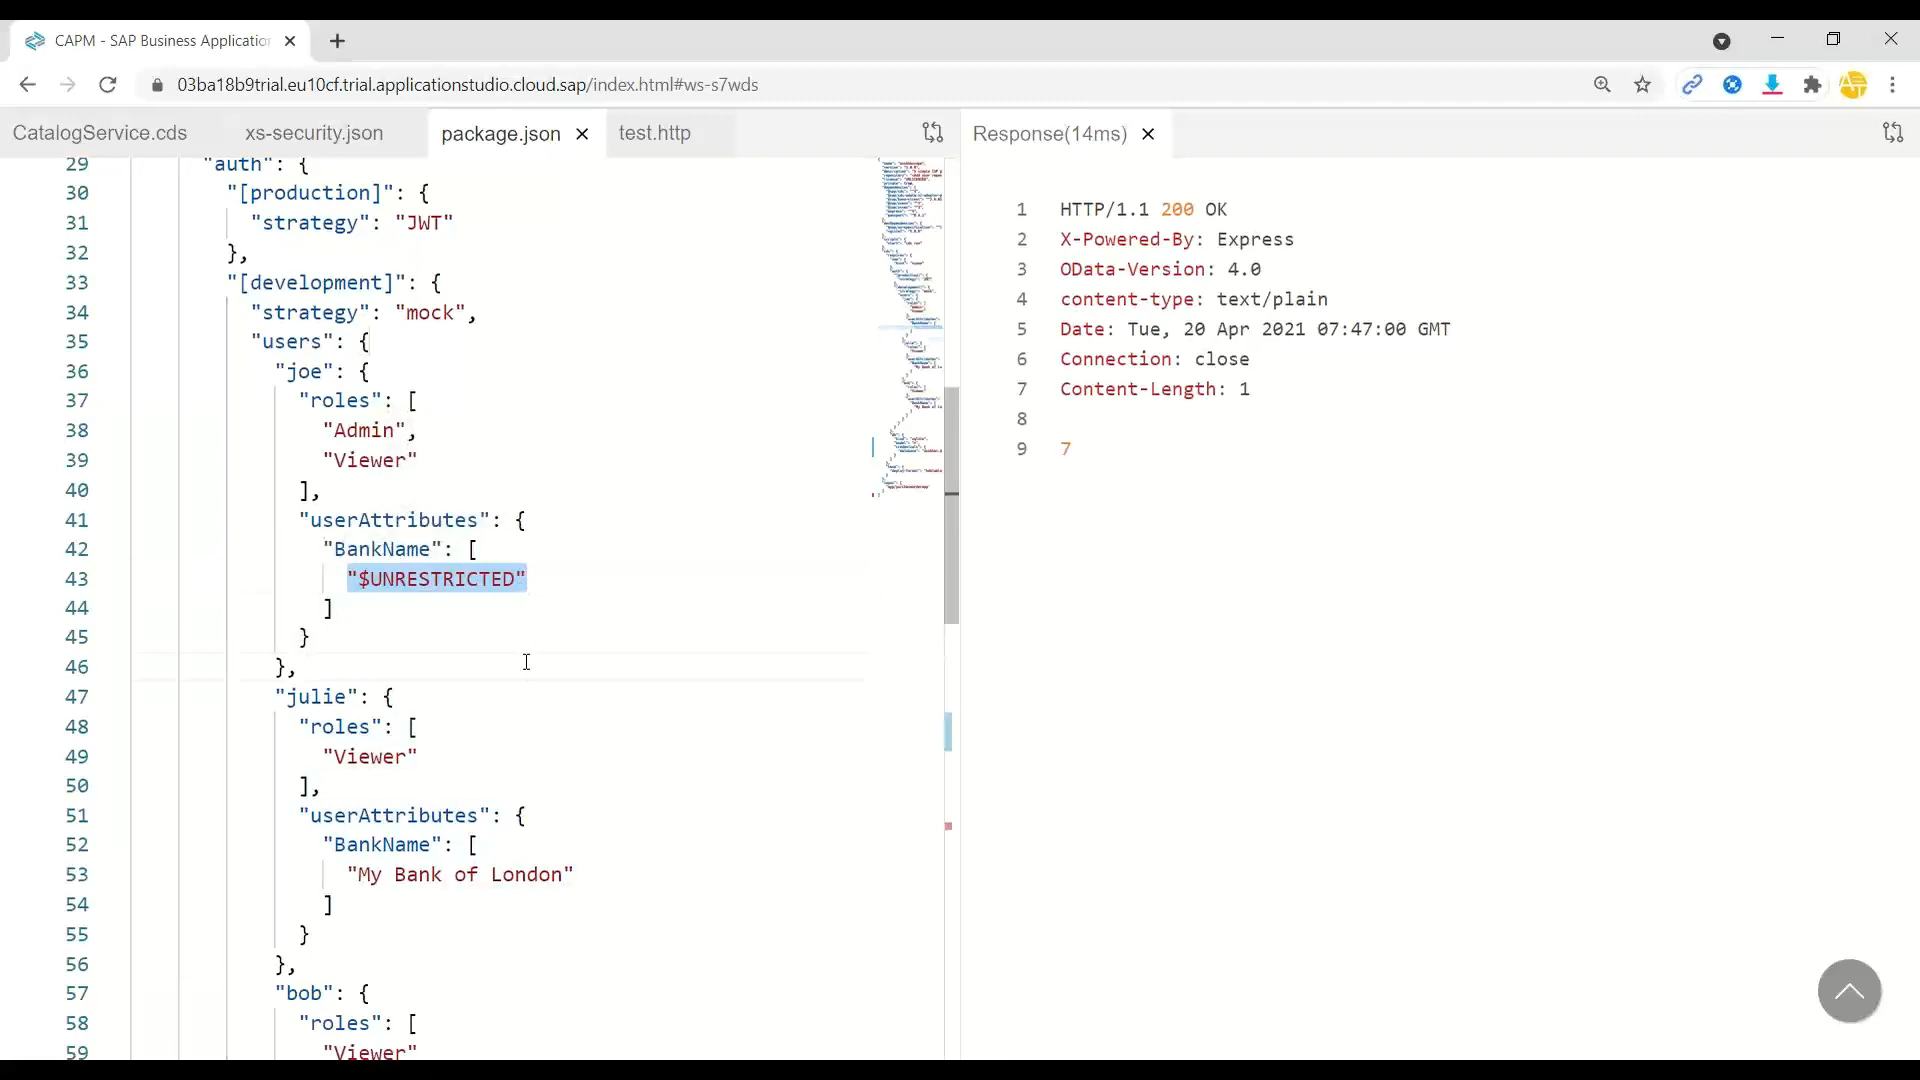 CAPM - SAP Business Applicatio
03ba18b9trial.eu10cf.trial.applicationstudio.cloud.sap/index.html#ws-s7wds
CatalogService.cds
xs-security.json
package.json
test.http
29 "auth": {
30 "[production]": {
31 "strategy": "JWT"
32 },
33 "[development]": {
34 "strategy": "mock",
35 "users": {
36 "joe": {
37 "roles": [
38 "Admin",
39 "Viewer"
40 ],
41 "userAttributes": {
42 "BankName": [
43 "$UNRESTRICTED"
44 ]
45 }
46 },
47 "julie": {
48 "roles": [
49 "Viewer"
50 ],
51 "userAttributes": {
52 "BankName": [
53 "My Bank of London"
54 ]
55 }
56 },
57 "bob": {
58 "roles": [
59 "Viewer"
Response(14ms)
1 HTTP/1.1 200 OK
2 X-Powered-By: Express
3 OData-Version: 4.0
4 content-type: text/plain
5 Date: Tue, 20 Apr 2021 07:47:00 GMT
6 Connection: close
7 Content-Length: 1
8
9 7